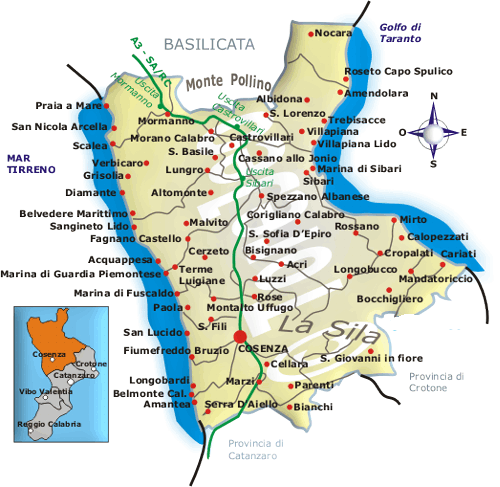 Nocara
Golfo di
Taranto
A3 - SA/RC
BASILICATA
Monte Pollino
Uscita
Mormanno
Roseto Capo Spulico
Amendolara
Albidona
Uscita
Castrovillari
Praia a Mare
Mormanno
S. Lorenzo
Trebisacce
N
San Nicola Arcella
Morano Calabro
Castrovillari
Villapiana
O
E
Scalea
S. Basile
Villapiana Lido
S
MAR
TIRRENO
Verbicaro
Lungro
Cassano allo Jonio
Marina di Sibari
Grisolia
Uscita
Sibari
Sibari
Diamante
Altomonte
Spezzano Albanese
Belvedere Marittimo
Malvito
Corigliano Calabro
Mirto
Sangineto Lido
S. Sofia D'Epiro
Rossano
Calopezzati
Fagnano Castello
Cerzeto
Bisignano
Cropalati
Cariati
Acquappesa
Acri
Longobucco
Mandatoriccio
Marina di Guardia Piemontese
Terme
Luigiane
Luzzi
Marina di Fuscaldo
Rose
Bocchigliero
Paola
Montalto Uffugo
S. Fili
La Sila
San Lucido
COSENZA
Fiumefreddo Bruzio
S. Giovanni in fiore
Cellara
Cosenza
Crotone
Catanzaro
Longobardi
Marzi
Parenti
Provincia di
Crotone
Vibo Valentia
Belmonte Cal.
Amantea
Serra D'Aiello
Bianchi
Reggio Calabria
Provincia di
Catanzaro